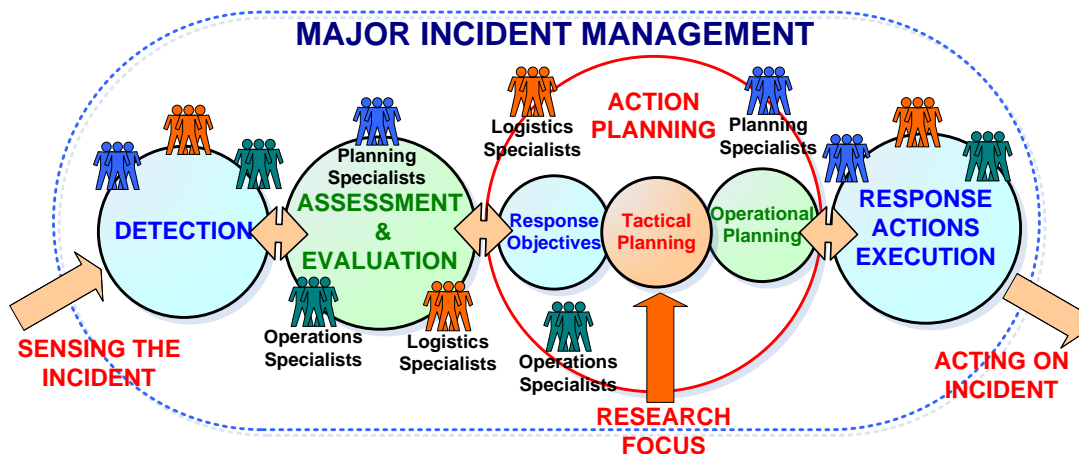 MAJOR INCIDENT MANAGEMENT
DETECTION
SENSING THE
INCIDENT
Planning
Specialists
ASSESSMENT
&
EVALUATION
Operations
Specialists
Logistics
Specialists
Logistics
Specialists
ACTION
PLANNING
Planning
Specialists
Response
Objectives
Tactical
Planning
Operational
Planning
Operations
Specialists
RESEARCH
FOCUS
RESPONSE
ACTIONS
EXECUTION
ACTING ON
INCIDENT